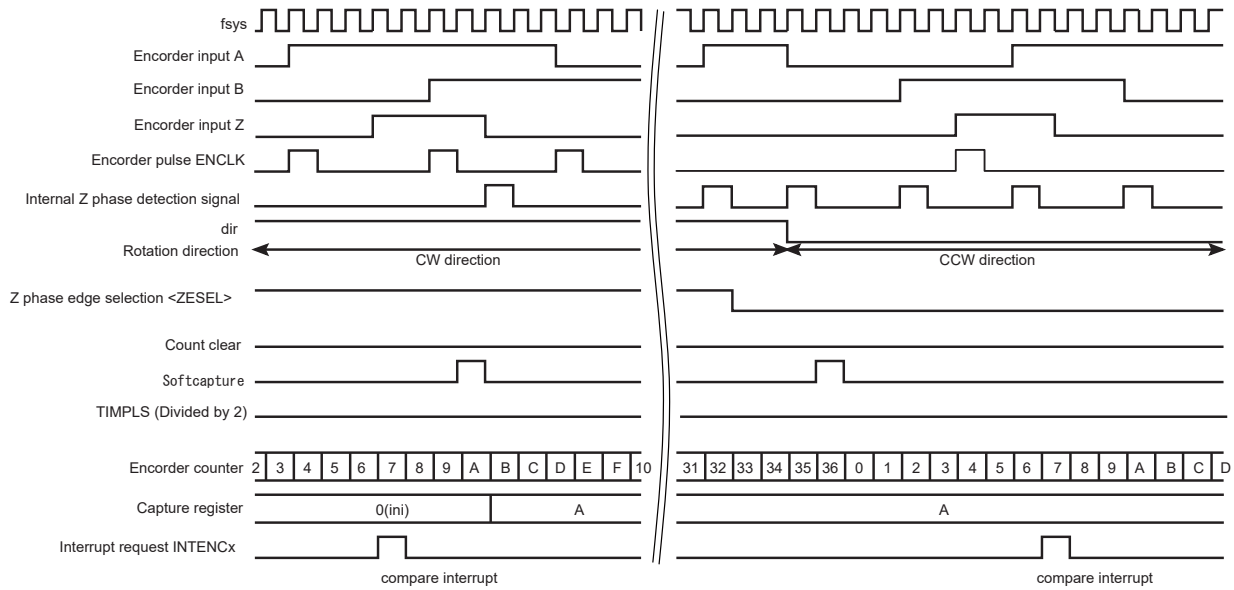 fsys
Encorder input A
Encorder input B
Encorder input Z
Encorder pulse ENCLK
Internal Z phase detection signal
dir
Rotation direction
CW direction
CCW direction
Z phase edge selection <ZESEL>
Count clear
Softcapture
TIMPLS (Divided by 2)
Encorder counter 2 3 4 5 6 7 8 9 A B C D E F 10 31 32 33 34 35 36 0 1 2 3 4 5 6 7 8 9 A B C D
Capture register 0(ini) A A
Interrupt request INTENCx
compare interrupt compare interrupt